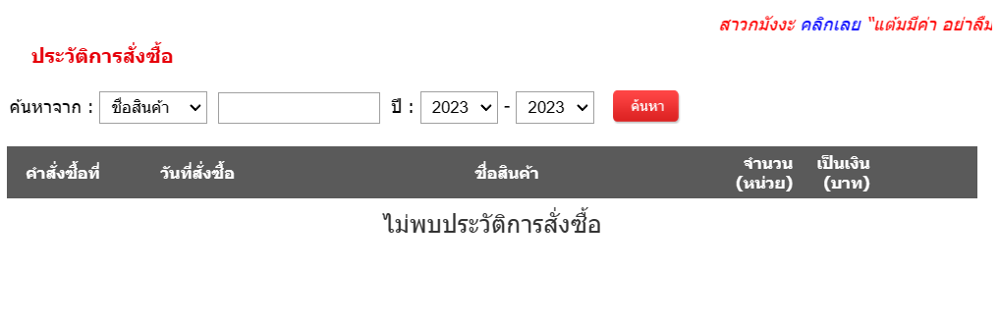 สาวกมังงะ คลิกเลย "แต้มมีค่า อย่าลืม
ประวัติการสั่งซื้อ
ค้นหาจาก : ชื่อสินค้า ปี : 2023 - 2023 ค้นหา
คำสั่งซื้อที่ วันที่สั่งซื้อ ชื่อสินค้า จำนวน (หน่วย) เป็นเงิน (บาท)
ไม่พบประวัติการสั่งซื้อ